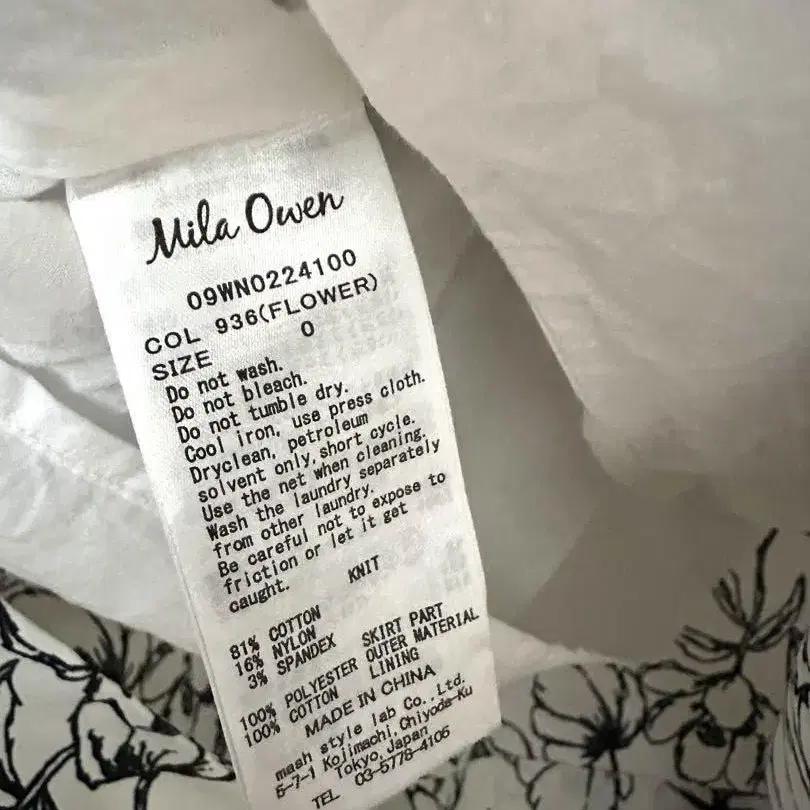 Mila Owen
09WNO224100
COL 936(FLOWER)
SIZE 0
Do not wash.
Do not bleach.
Do not tumble dry.
Cool iron, use press cloth.
Dryclean, petroleum
solvent only, short cycle.
Use the net when cleaning.
Wash the laundry separately
from other laundry.
Be careful not to expose to
friction or let it get
caught.
KNIT
81% COTTON
16% NYLON
3% SPANDEX
SKIRT PART
100% POLYESTER OUTER MATERIAL
100% COTTON LINING
MADE IN CHINA
mash style lab Co., Ltd.
5-7-1 Kojimachi, Chiyoda-Ku
Tokyo, Japan
TEL 03-5778-4106